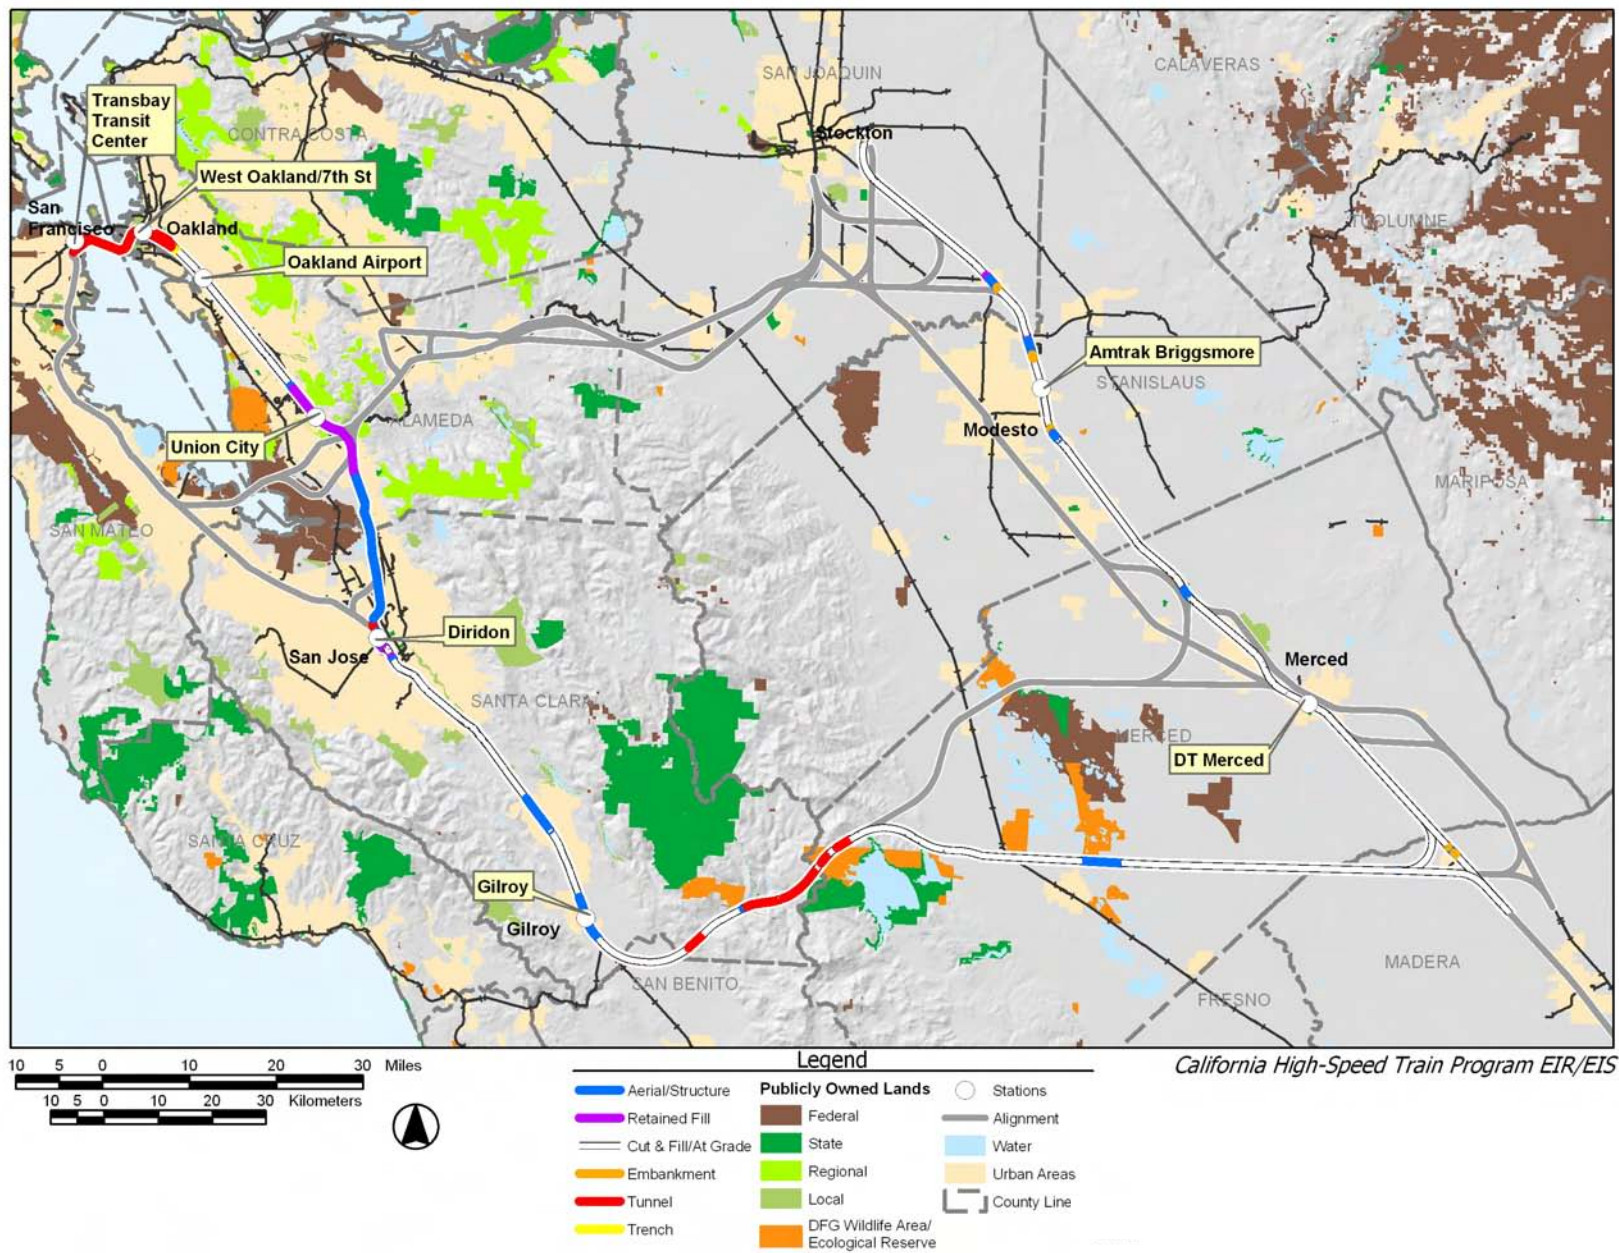 SAN JOAQUIN
CALAVERAS
Transbay
Transit
Center
CONTRA COSTA
Stockton
West Oakland/7th St
San
Francisco
Oakland
TUOLUMNE
Oakland Airport
Amtrak Briggsmore
STANISLAUS
ALAMEDA
Modesto
Union City
MARIPOSA
SAN MATEO
Diridon
San Jose
Merced
SANTA CLARA
MERCED
DT Merced
SANTA CRUZ
Gilroy
Gilroy
MADERA
SAN BENITO
FRESNO
10 5 0 10 20 30 Miles
10 5 0 10 20 30 Kilometers
Legend
California High-Speed Train Program EIR/EIS
Aerial/Structure
Retained Fill
Cut & Fill/At Grade
Embankment
Tunnel
Trench
Publicly Owned Lands
Federal
State
Regional
Local
DFG Wildlife Area/
Ecological Reserve
Stations
Alignment
Water
Urban Areas
County Line